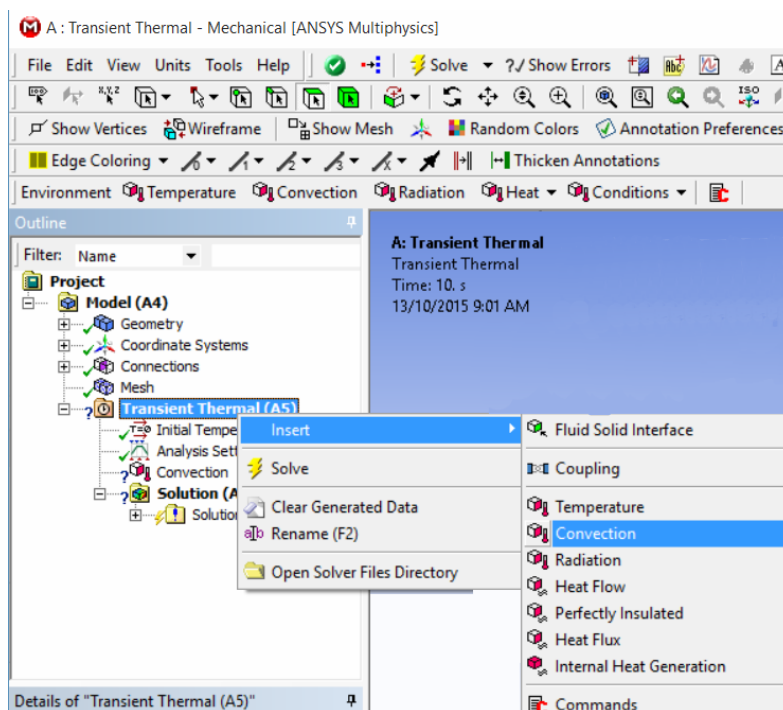 A : Transient Thermal - Mechanical [ANSYS Multiphysics]
File Edit View Units Tools Help Solve ?/ Show Errors
Show Vertices Wireframe Show Mesh Random Colors Annotation Preferences
Edge Coloring Thicken Annotations
Environment Temperature Convection Radiation Heat Conditions
Outline
Filter: Name
Project
Model (A4)
Geometry
Coordinate Systems
Connections
Mesh
Transient Thermal (A5)
Initial Tempe
Analysis Sett
Convection
Solution (A
Solutio
A: Transient Thermal
Transient Thermal
Time: 10. s
13/10/2015 9:01 AM
Insert
Solve
Clear Generated Data
Rename (F2)
Open Solver Files Directory
Fluid Solid Interface
Coupling
Temperature
Convection
Radiation
Heat Flow
Perfectly Insulated
Heat Flux
Internal Heat Generation
Commands
Details of "Transient Thermal (A5)"